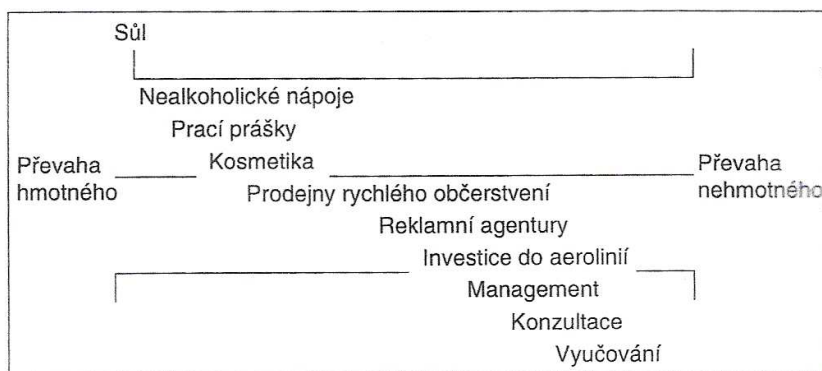 Sůl
Nealkoholické nápoje
Prací prášky
Převaha
hmotného
Kosmetika
Převaha
nehmotného
Prodejny rychlého občerstvení
Reklamní agentury
Investice do aerolinií
Management
Konzultace
Vyučování